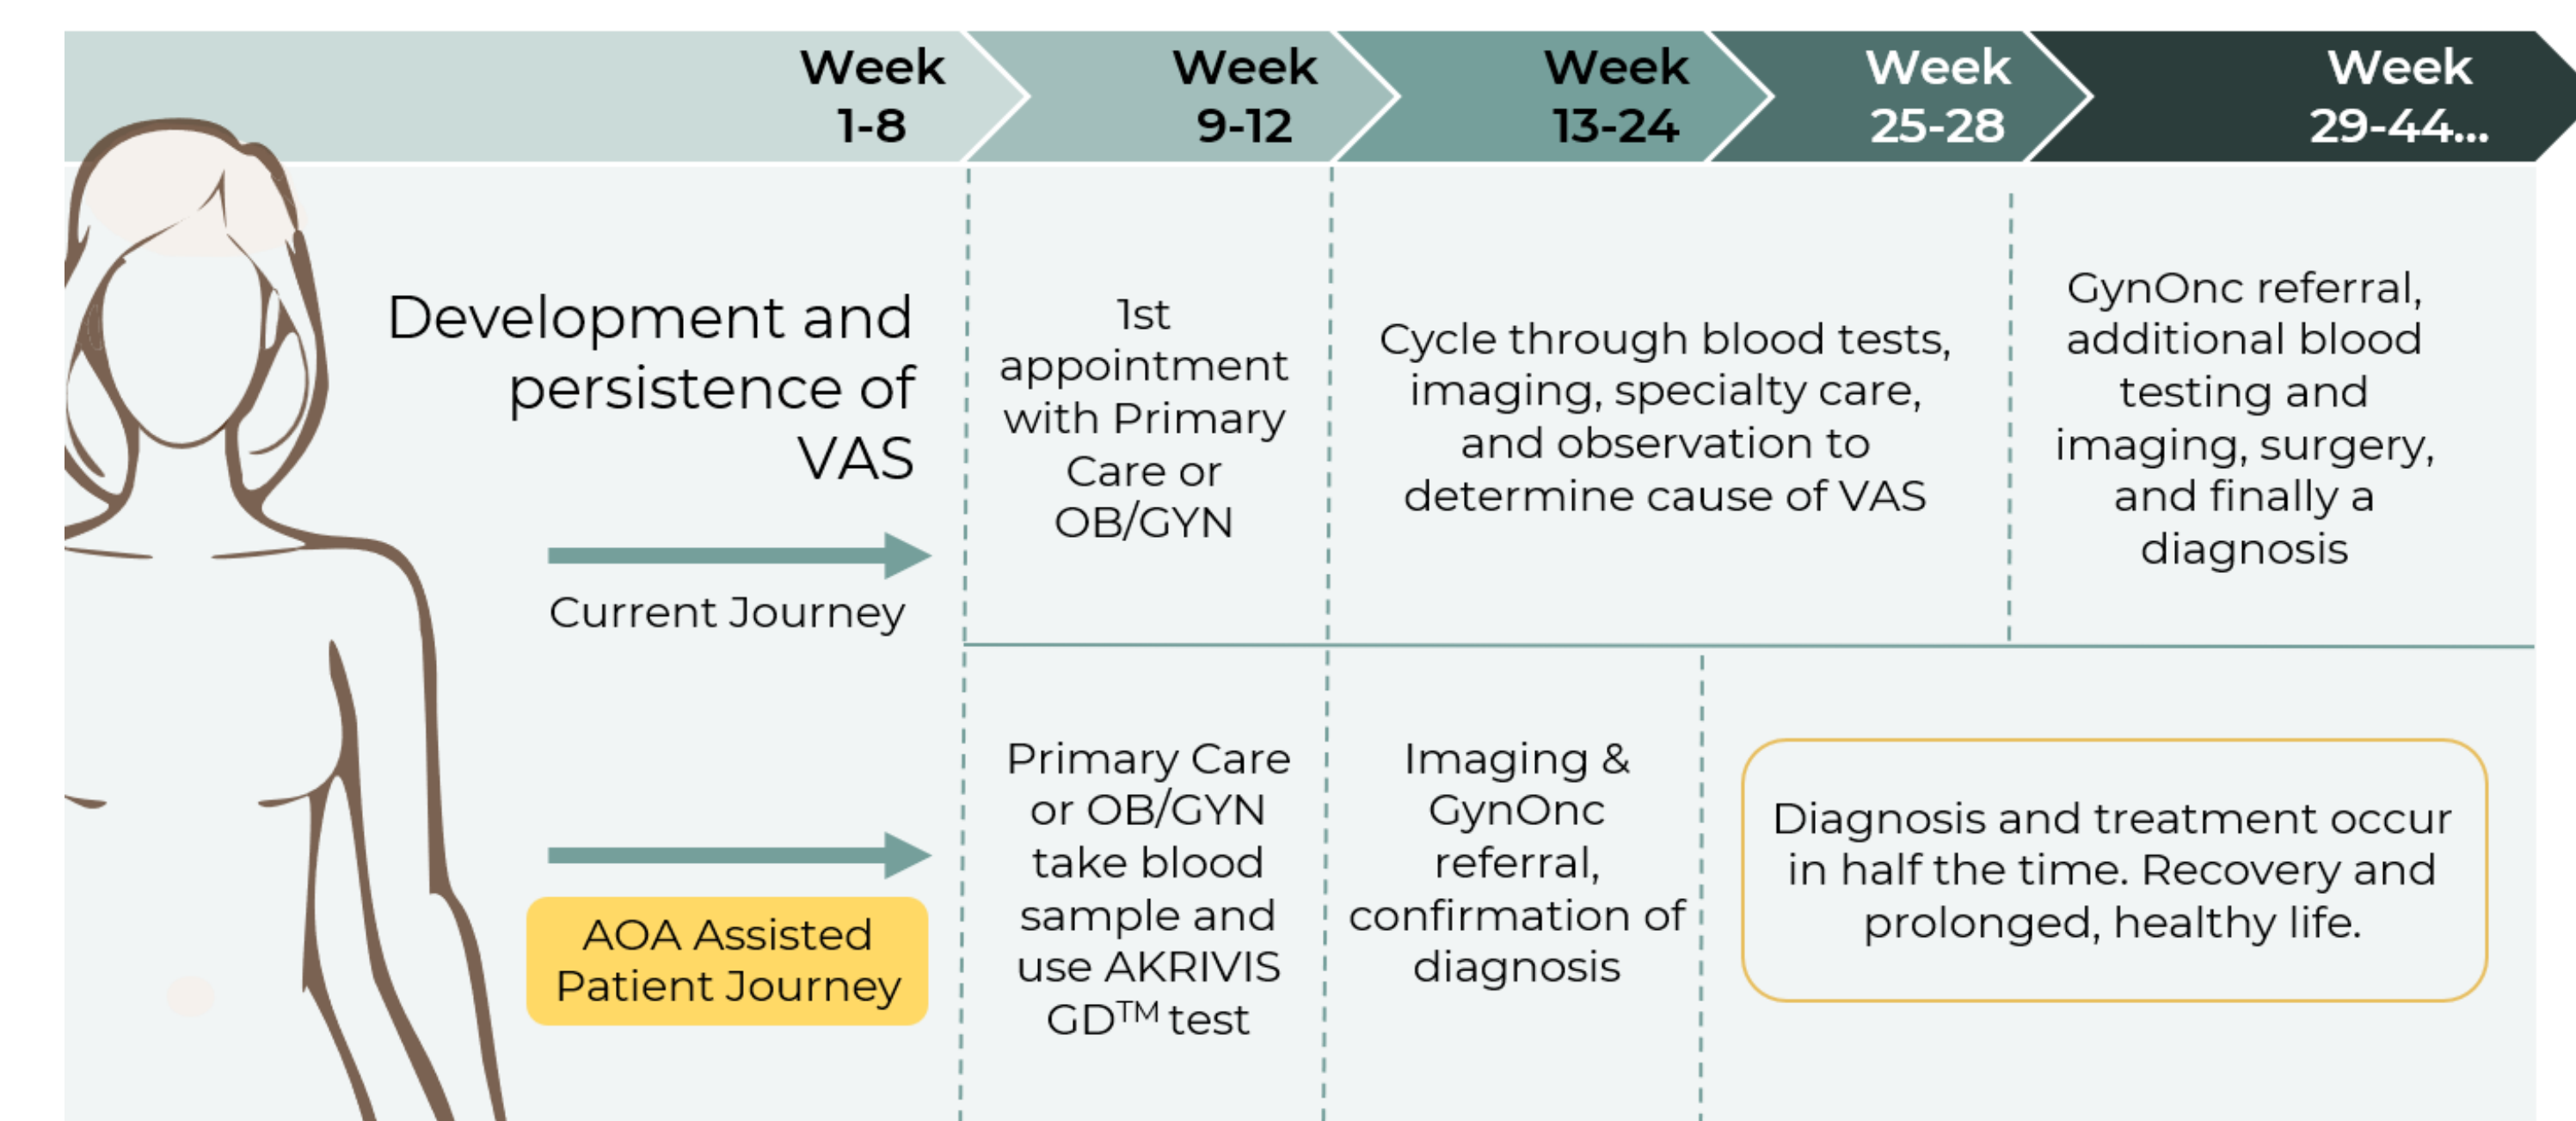 Week
1-8
Week
9-12
Week
13-24
Week
25-28
Week
29-44...
Development and
persistence of
VAS
Current Journey
1st
appointment
with Primary
Care or
OB/GYN
Cycle through blood tests,
imaging, specialty care,
and observation to
determine cause of VAS
GynOnc referral,
additional blood
testing and
imaging, surgery,
and finally a
diagnosis
AOA Assisted
Patient Journey
Primary Care
or OB/GYN
take blood
sample and
use AKRIVIS
GD™ test
Imaging &
GynOnc
referral,
confirmation of
diagnosis
Diagnosis and treatment occur
in half the time. Recovery and
prolonged, healthy life.